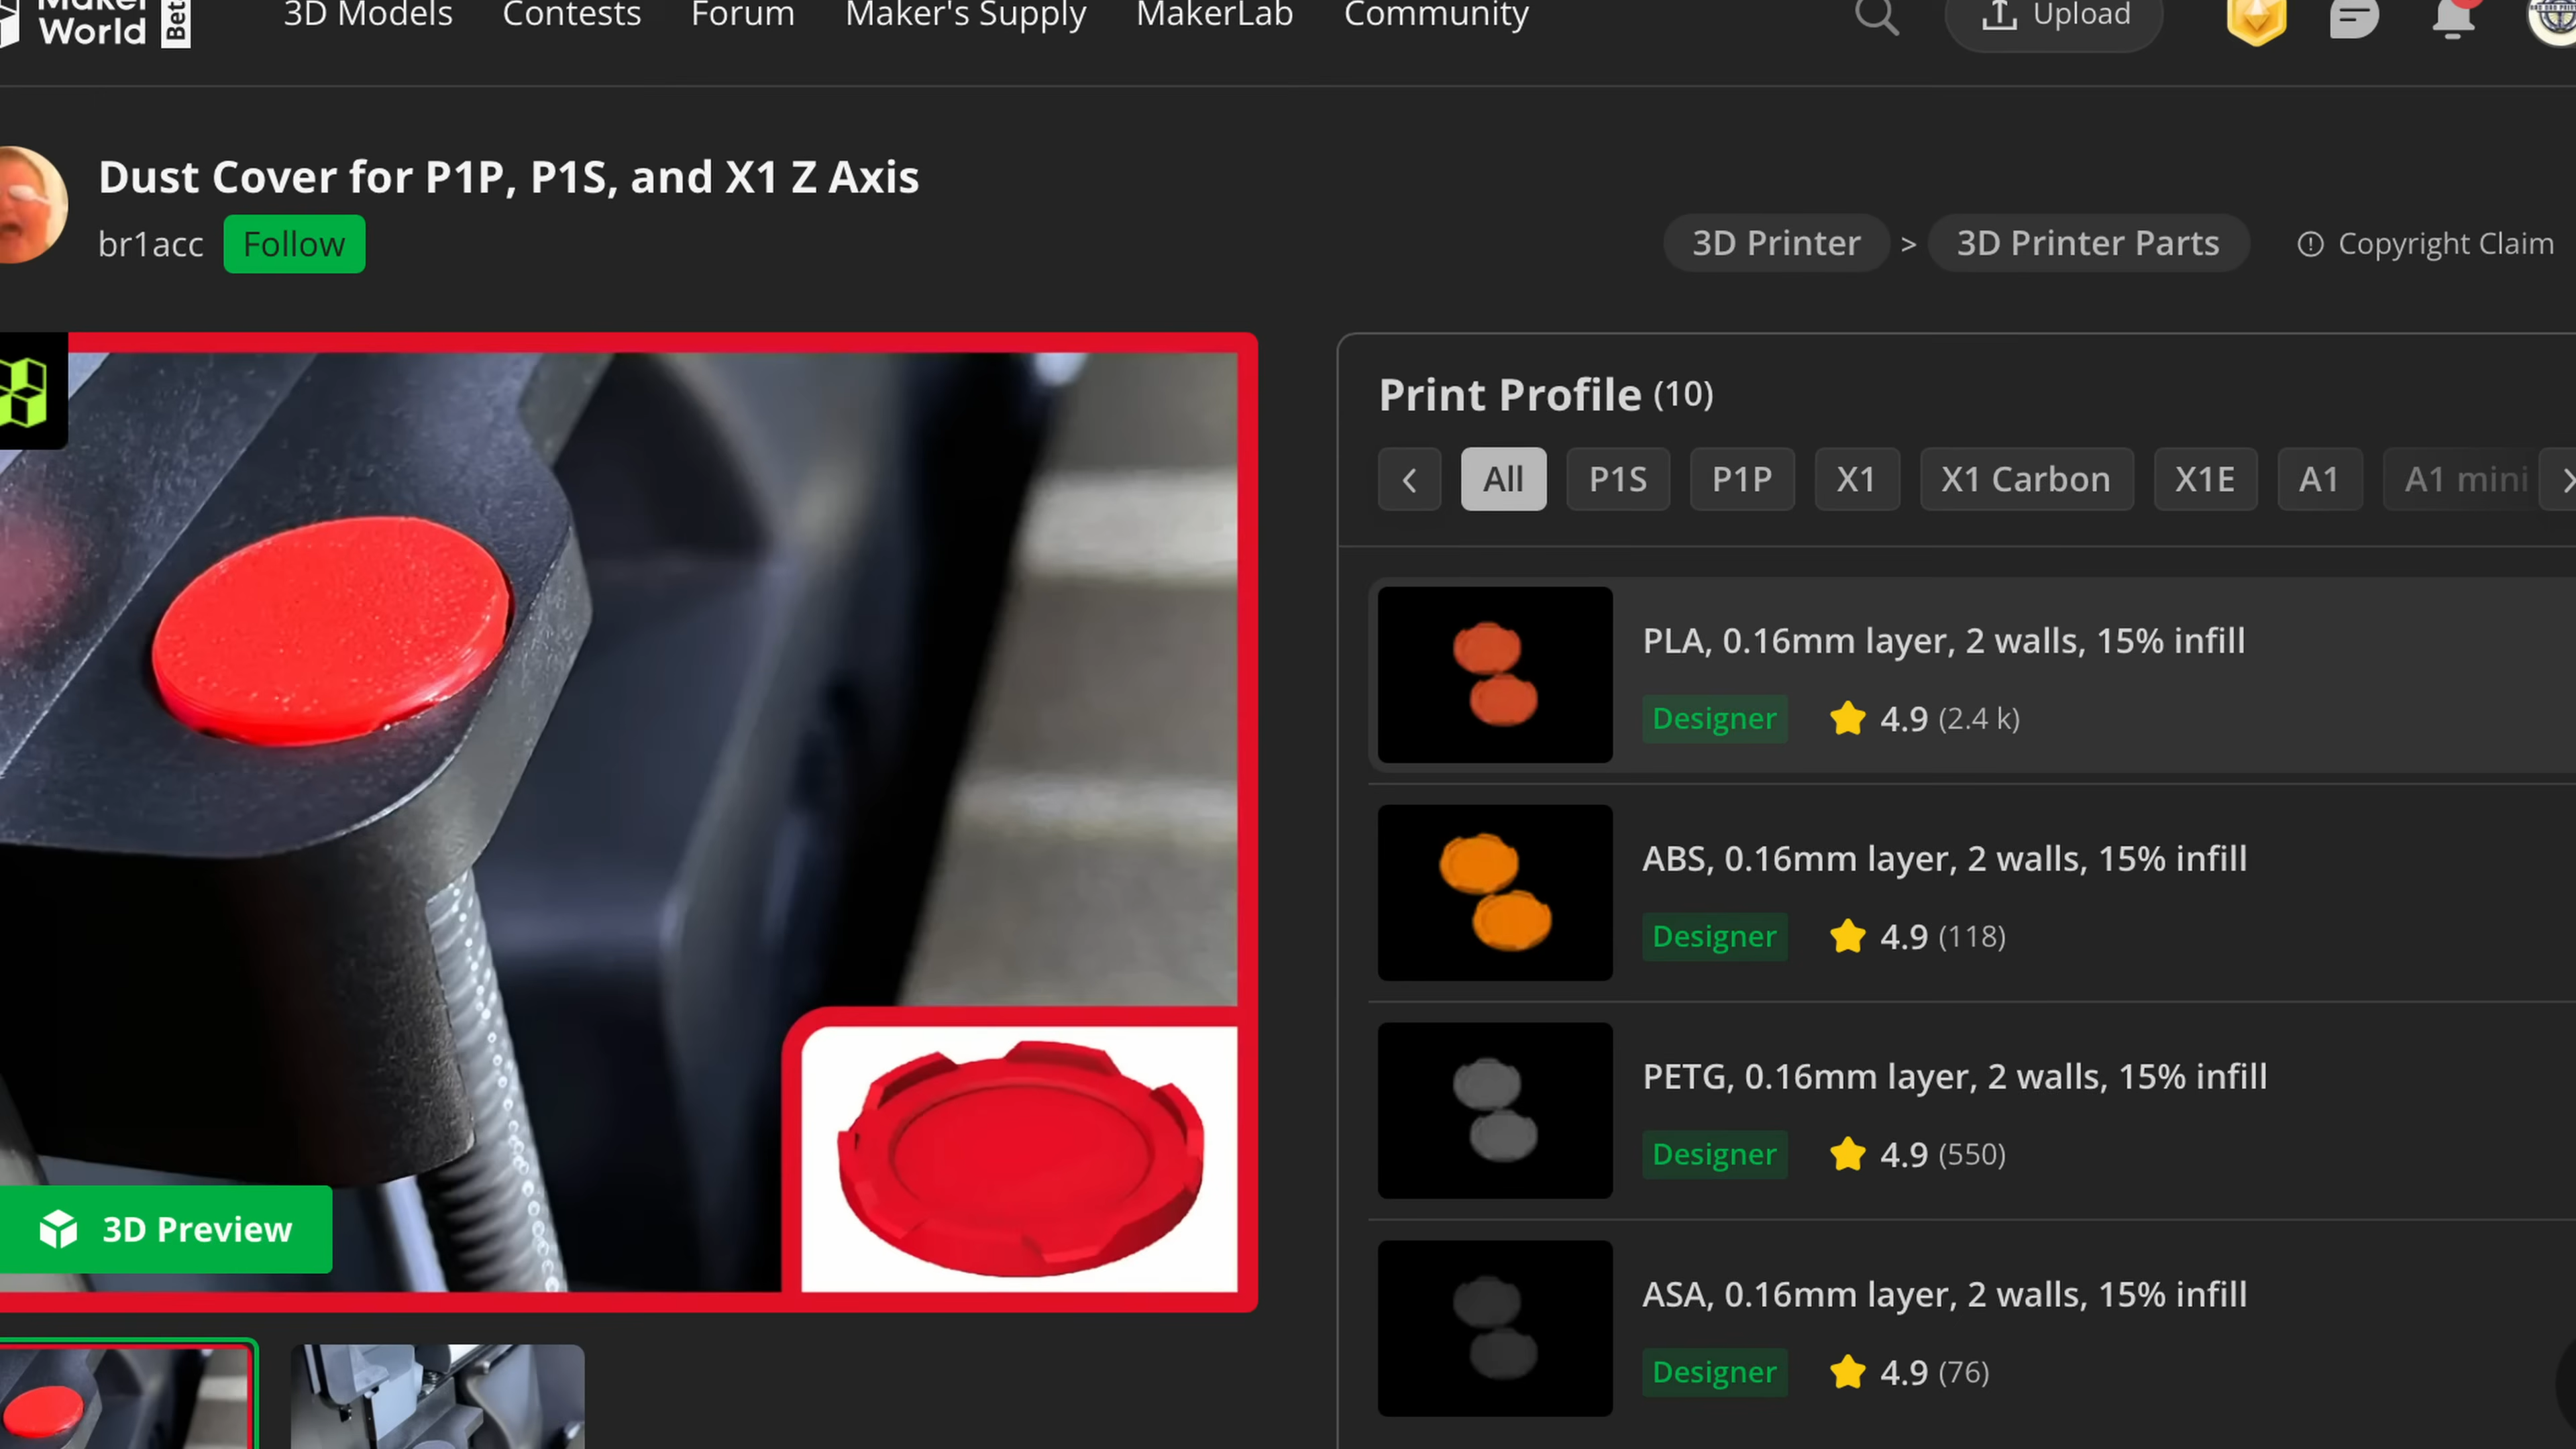 Maker
World
Bet
3D Models
Contests
Forum
Maker's Supply
MakerLab
Community
Upload
Dust Cover for P1P, P1S, and X1 Z Axis
br1acc
Follow
3D Printer > 3D Printer Parts
Copyright Claim
3D Preview
Print Profile (10)
All
P1S
P1P
X1
X1 Carbon
X1E
A1
A1 mini
PLA, 0.16mm layer, 2 walls, 15% infill
Designer
4.9 (2.4 k)
ABS, 0.16mm layer, 2 walls, 15% infill
Designer
4.9 (118)
PETG, 0.16mm layer, 2 walls, 15% infill
Designer
4.9 (550)
ASA, 0.16mm layer, 2 walls, 15% infill
Designer
4.9 (76)